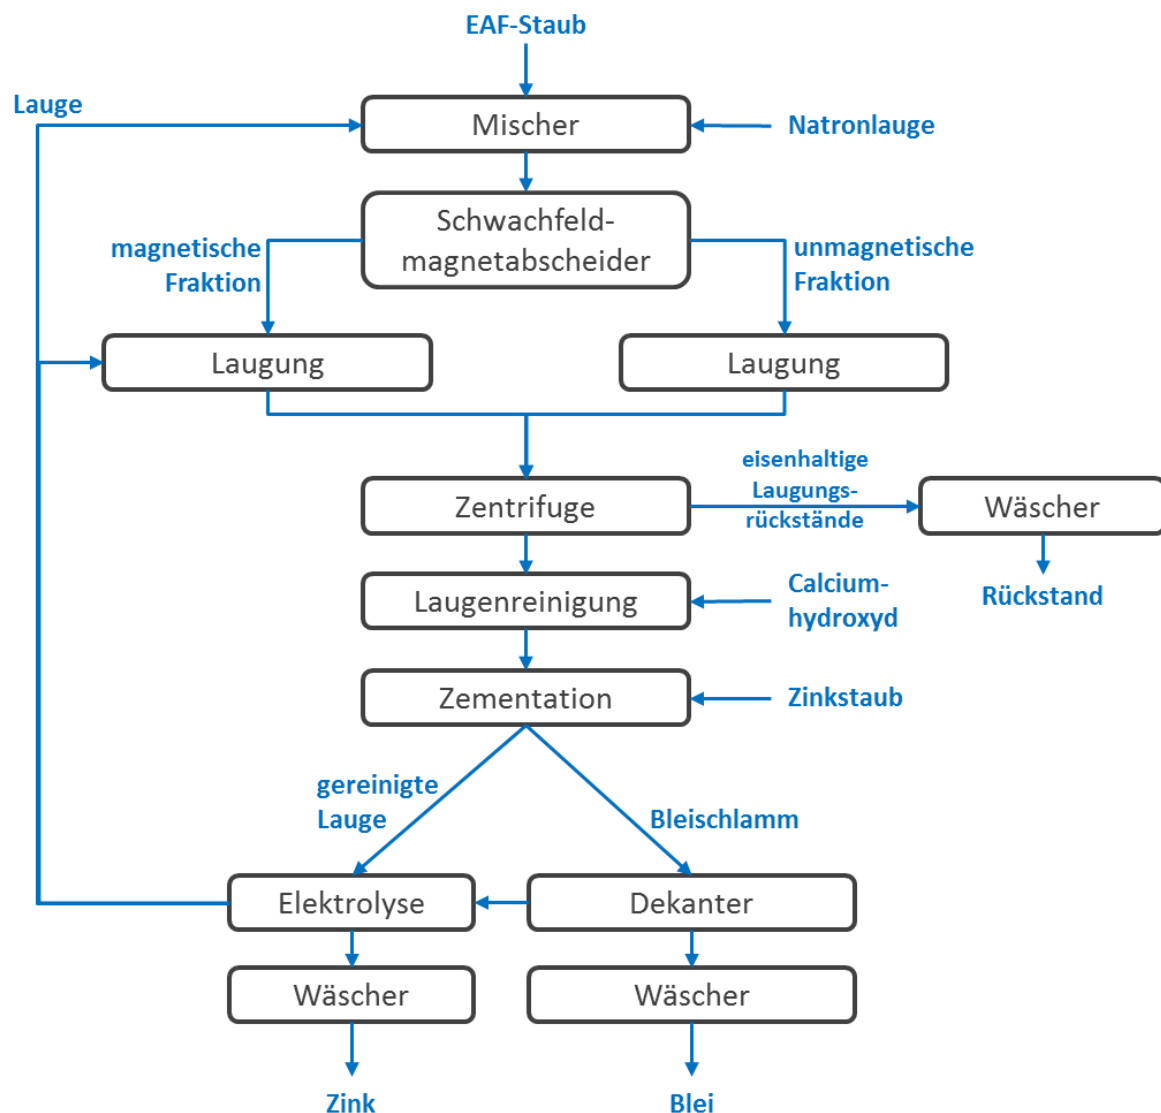 EAF-Staub
Lauge
Mischer
Natronlauge
Schwachfeld-
magnetabscheider
magnetische
Fraktion
unmagnetische
Fraktion
Laugung
Laugung
Zentrifuge
eisenhaltige
Laugungs-
rückstände
Wäscher
Rückstand
Laugenreinigung
Calcium-
hydroxyd
Zementation
Zinkstaub
gereinigte
Lauge
Bleischlamm
Elektrolyse
Dekanter
Wäscher
Wäscher
Zink
Blei